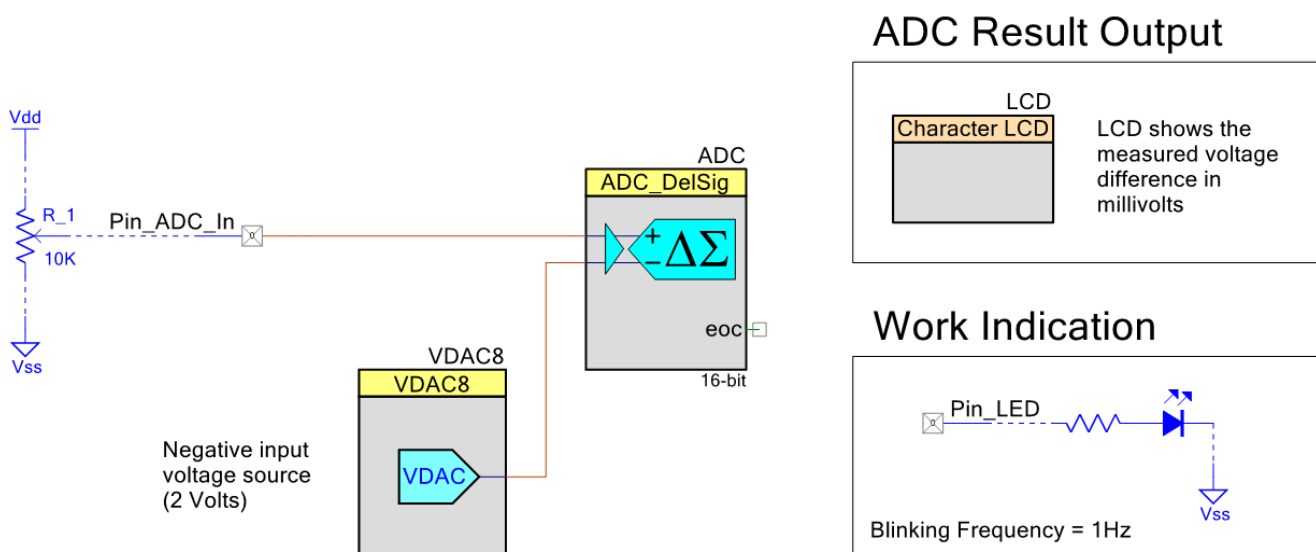 ADC Result Output
LCD
Character LCD
LCD shows the
measured voltage
difference in
millivolts
Vdd
R_1
10K
Vss
Pin_ADC_In
ADC
ADC_DelSig
+
−ΔΣ
eoc
16-bit
VDAC8
VDAC8
VDAC
Negative input
voltage source
(2 Volts)
Work Indication
Pin_LED
Vss
Blinking Frequency = 1Hz